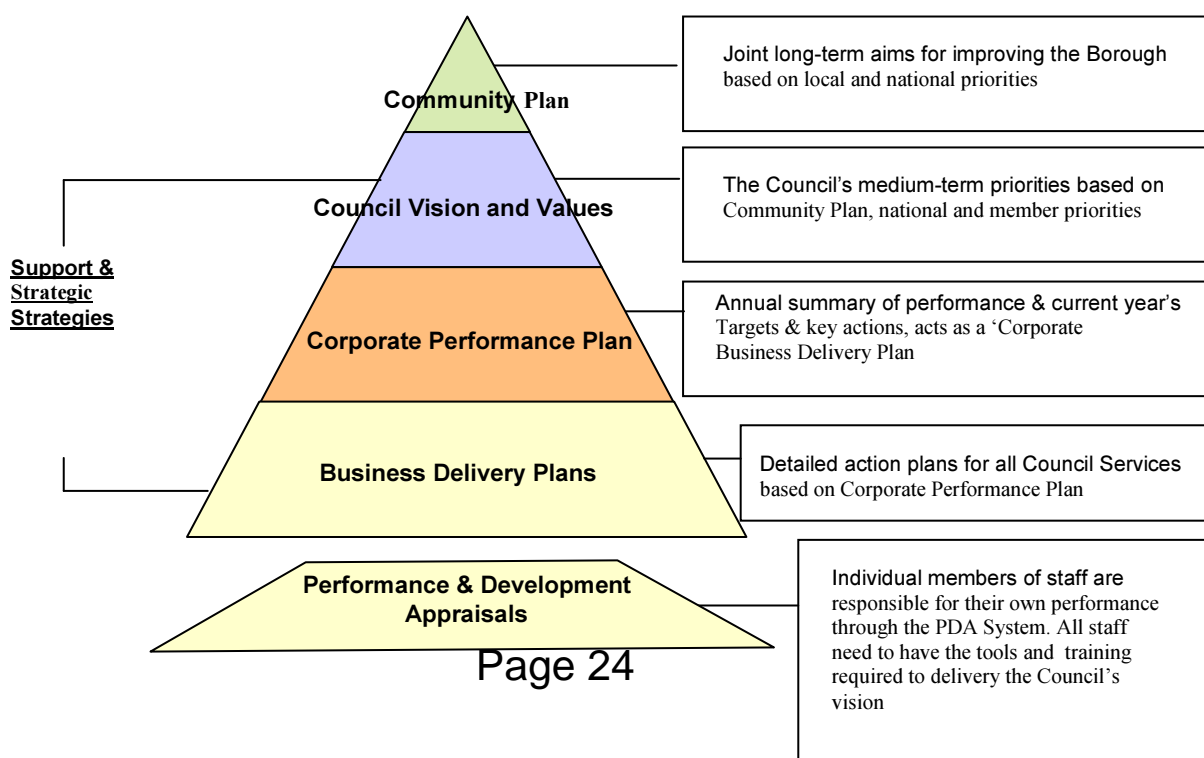 Community Plan
Joint long-term aims for improving the Borough
based on local and national priorities
Council Vision and Values
The Council’s medium-term priorities based on
Community Plan, national and member priorities
Support &
Strategic
Strategies
Corporate Performance Plan
Annual summary of performance & current year’s
Targets & key actions, acts as a ‘Corporate
Business Delivery Plan
Business Delivery Plans
Detailed action plans for all Council Services
based on Corporate Performance Plan
Performance & Development
Appraisals
Individual members of staff are
responsible for their own performance
through the PDA System. All staff
need to have the tools and training
required to delivery the Council’s
vision
Page 24